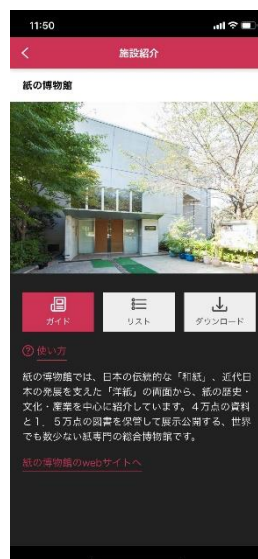 11:50
施設紹介
紙の博物館
ガイド
リスト
ダウンロード
使い方
紙の博物館では、日本の伝統的な「和紙」、近代日
本の発展を支えた「洋紙」の両面から、紙の歴史・
文化・産業を中心に紹介しています。４万点の資料
と１．５万点の図書を保管して展示公開する、世界
でも数少ない紙専門の総合博物館です。
紙の博物館のwebサイトへ